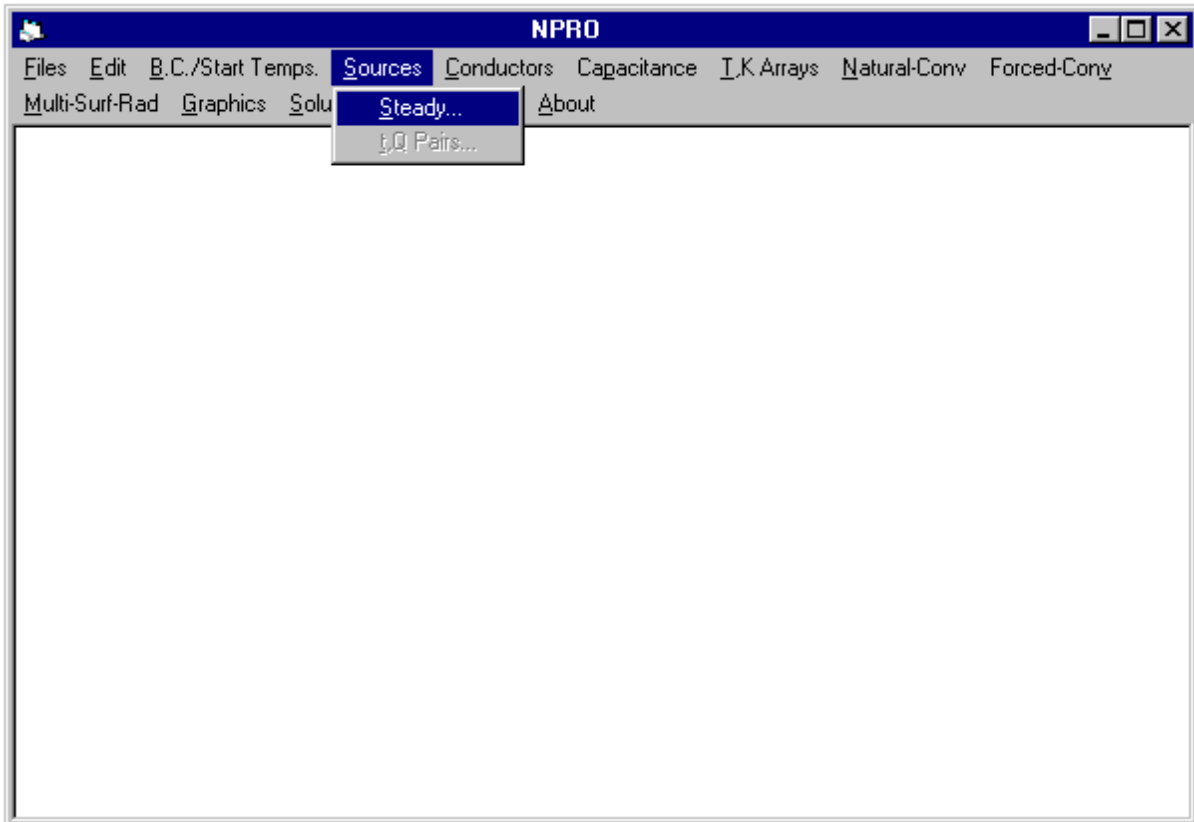 NPRO
Files Edit B.C./Start Temps. Sources Conductors Capacitance T,K Arrays Natural-Conv Forced-Conv
Multi-Surf-Rad Graphics Solu About
Steady...
t,Q Pairs...